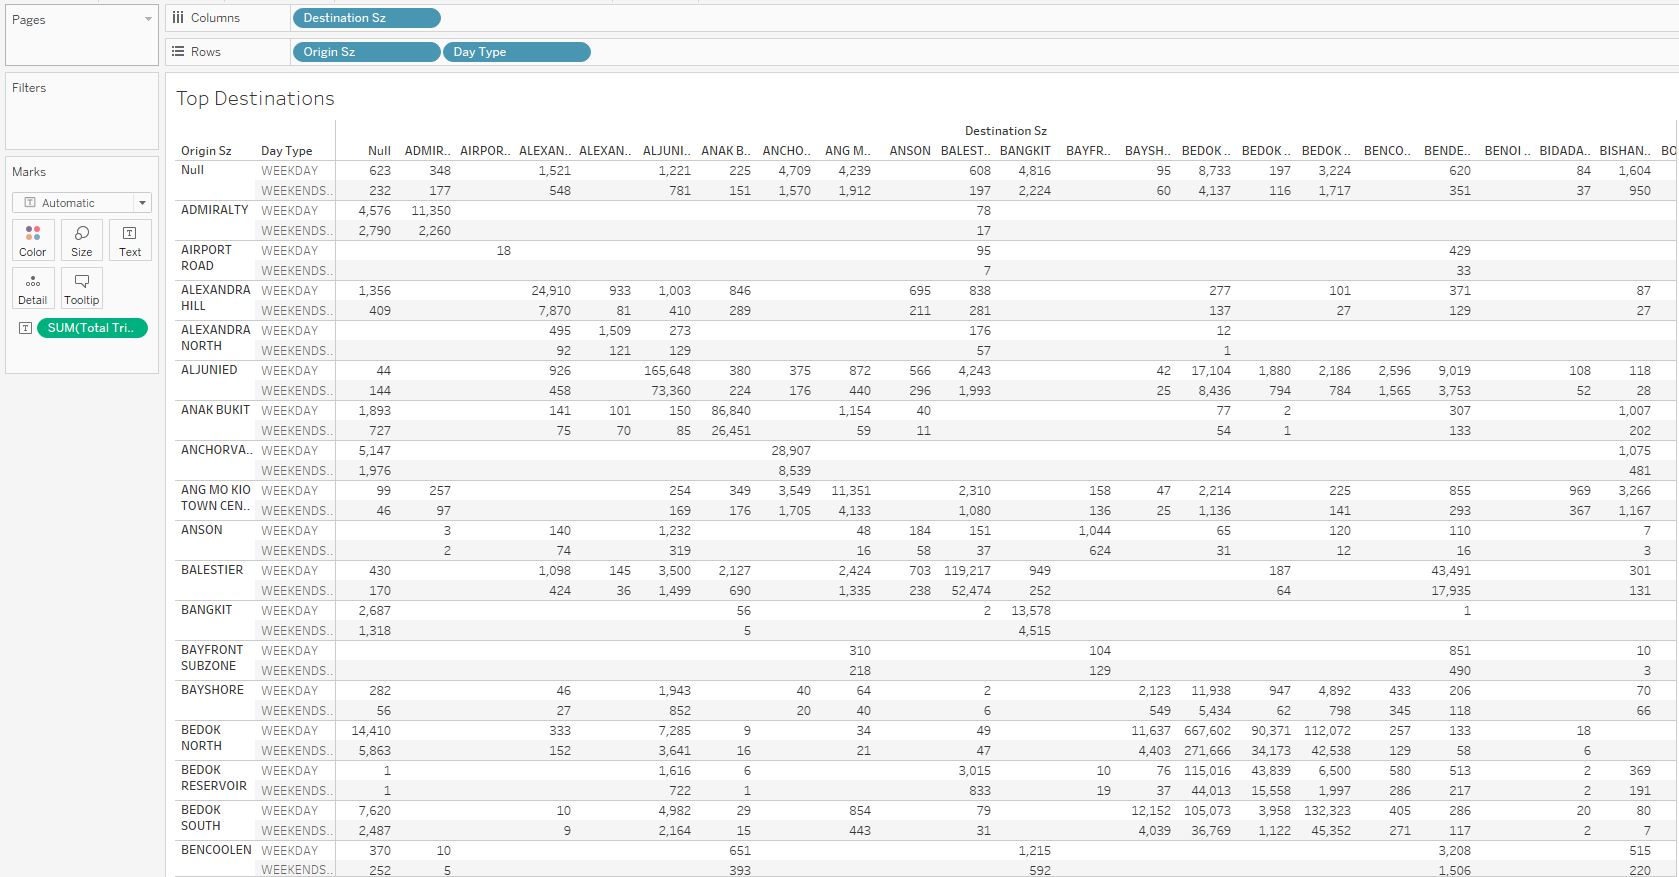 Pages
Columns Destination Sz
Rows Origin Sz Day Type
Filters
Marks
Automatic
Color Size Text
Detail Tooltip
SUM(Total Tri..
Top Destinations
Destination Sz
Origin Sz Day Type Null ADMIR.. AIRPOR.. ALEXAN.. ALEXAN.. ALJUNI.. ANAK B.. ANCHO.. ANG M.. ANSON BALEST.. BANGKIT BAYFR.. BAYSH.. BEDOK .. BEDOK .. BEDOK .. BENCO.. BENDE.. BENOI .. BIDADA.. BISHAN.. BO
Null WEEKDAY 623 348 1,521 1,221 225 4,709 4,239 608 4,816 95 8,733 197 3,224 620 84 1,604
WEEKENDS.. 232 177 548 781 151 1,570 1,912 197 2,224 60 4,137 116 1,717 351 37 950
ADMIRALTY WEEKDAY 4,576 11,350 78
WEEKENDS.. 2,790 2,260 17
AIRPORT WEEKDAY 18 95 429
ROAD WEEKENDS.. 7 33
ALEXANDRA WEEKDAY 1,356 24,910 933 1,003 846 695 838 277 101 371 87
HILL WEEKENDS.. 409 7,870 81 410 289 211 281 137 27 129 27
ALEXANDRA WEEKDAY 495 1,509 273 176 12
NORTH WEEKENDS.. 92 121 129 57 1
ALJUNIED WEEKDAY 44 926 165,648 380 375 872 566 4,243 42 17,104 1,880 2,186 2,596 9,019 108 118
WEEKENDS.. 144 458 73,360 224 176 440 296 1,993 25 8,436 794 784 1,565 3,753 52 28
ANAK BUKIT WEEKDAY 1,893 141 101 150 86,840 1,154 40 77 2 307 1,007
WEEKENDS.. 727 75 70 85 26,451 59 11 54 1 133 202
ANCHORVA.. WEEKDAY 5,147 28,907 1,075
WEEKENDS.. 1,976 8,539 481
ANG MO KIO WEEKDAY 99 257 254 349 3,549 11,351 2,310 158 47 2,214 225 855 969 3,266
TOWN CEN.. WEEKENDS.. 46 97 169 176 1,705 4,133 1,080 136 25 1,136 141 293 367 1,167
ANSON WEEKDAY 3 140 1,232 48 184 151 1,044 65 120 110 7
WEEKENDS.. 2 74 319 16 58 37 624 31 12 16 3
BALESTIER WEEKDAY 430 1,098 145 3,500 2,127 2,424 703 119,217 949 187 43,491 301
WEEKENDS.. 170 424 36 1,499 690 1,335 238 52,474 252 64 17,935 131
BANGKIT WEEKDAY 2,687 56 2 13,578 1
WEEKENDS.. 1,318 5 4,515
BAYFRONT WEEKDAY 310 104 851 10
SUBZONE WEEKENDS.. 218 129 490 3
BAYSHORE WEEKDAY 282 46 1,943 40 64 2 2,123 11,938 947 4,892 433 206 70
WEEKENDS.. 56 27 852 20 40 6 549 5,434 62 798 345 118 66
BEDOK WEEKDAY 14,410 333 7,285 9 34 49 11,637 667,602 90,371 112,072 257 133 18
NORTH WEEKENDS.. 5,863 152 3,641 16 21 47 4,403 271,666 34,173 42,538 129 58 6
BEDOK WEEKDAY 1 1,616 6 3,015 10 76 115,016 43,839 6,500 580 513 2 369
RESERVOIR WEEKENDS.. 1 722 1 833 19 37 44,013 15,558 1,997 286 217 2 191
BEDOK WEEKDAY 7,620 10 4,982 29 854 79 12,152 105,073 3,958 132,323 405 286 20 80
SOUTH WEEKENDS.. 2,487 9 2,164 15 443 31 4,039 36,769 1,122 45,352 271 117 2 7
BENCOOLEN WEEKDAY 370 10 651 1,215 3,208 515
WEEKENDS.. 252 5 393 592 1,506 220